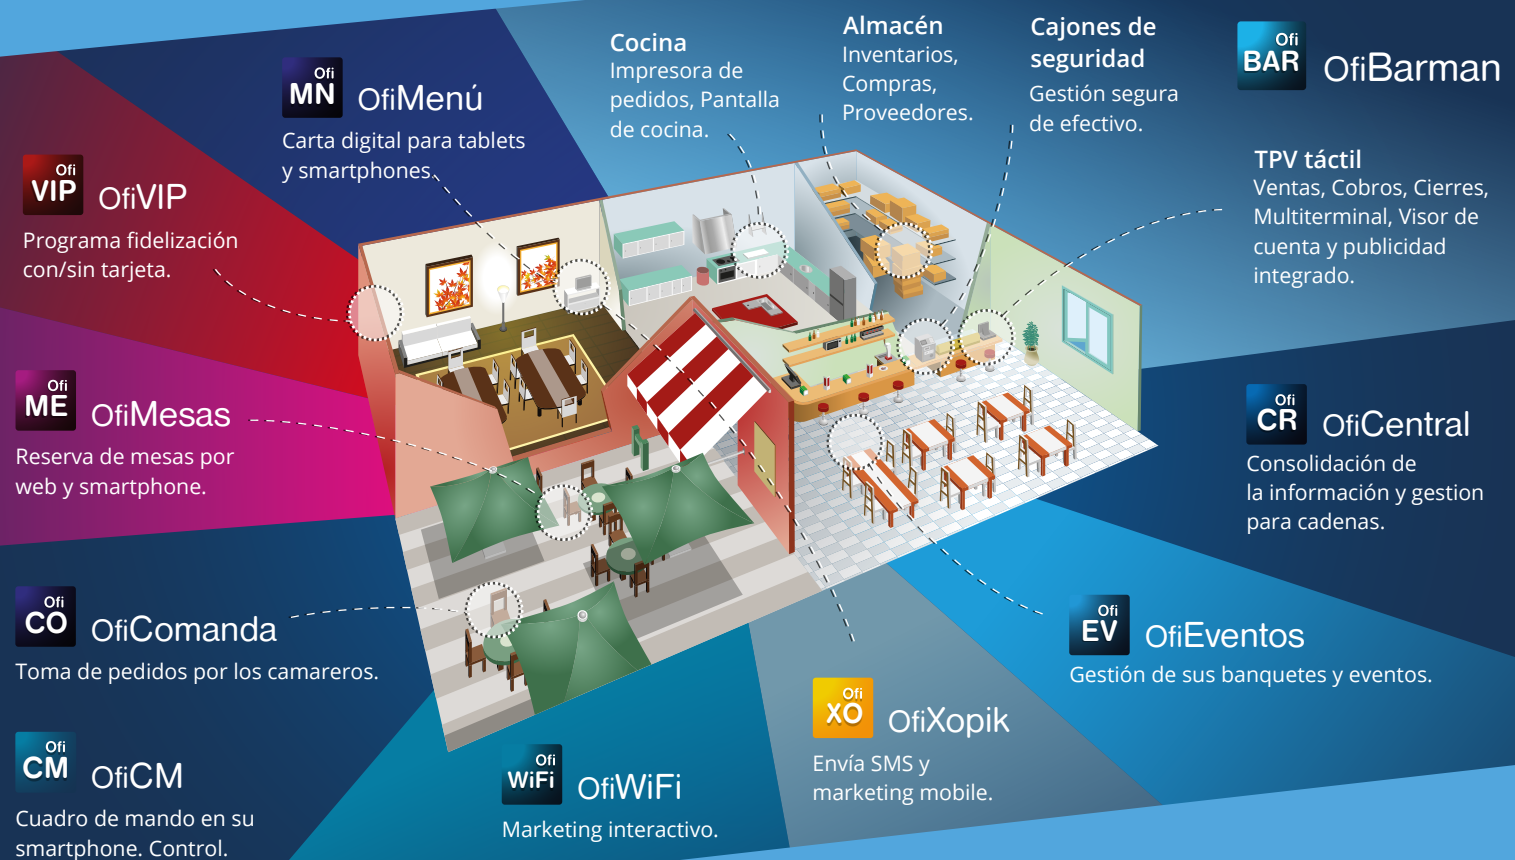 Ofi
MN
OfiMenú
Carta digital para tablets
y smartphones.
Cocina
Impresora de
pedidos, Pantalla
de cocina.
Almacén
Inventarios,
Compras,
Proveedores.
Cajones de
seguridad
Gestión segura
de efectivo.
Ofi
BAR
OfiBarman
TPV táctil
Ventas, Cobros, Cierres,
Multiterminal, Visor de
cuenta y publicidad
integrado.
Ofi
VIP
OfiVIP
Programa fidelización
con/sin tarjeta.
Ofi
ME
OfiMesas
Reserva de mesas por
web y smartphone.
Ofi
CR
OfiCentral
Consolidación de
la información y gestion
para cadenas.
Ofi
CO
OfiComanda
Toma de pedidos por los camareros.
Ofi
EV
OfiEventos
Gestión de sus banquetes y eventos.
Ofi
XO
OfiXopik
Envía SMS y
marketing mobile.
Ofi
CM
OfiCM
Cuadro de mando en su
smartphone. Control.
Ofi
WiFi
OfiWiFi
Marketing interactivo.